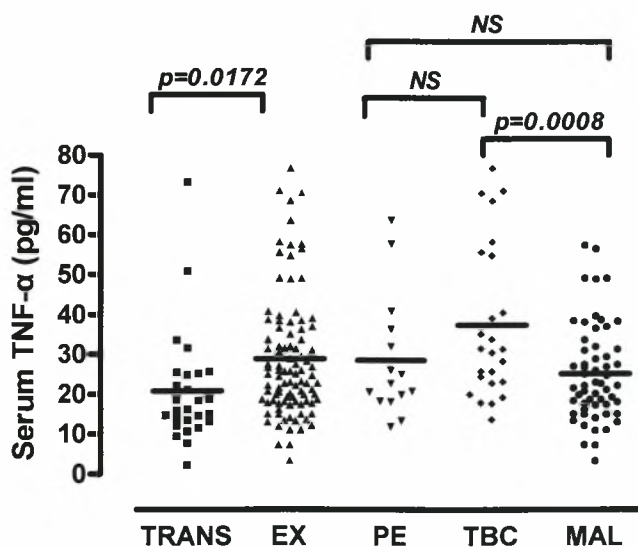 NS
p=0.0172
NS
p=0.0008
80
70
60
50
40
30
20
10
0
Serum TNF-α (pg/ml)
TRANS EX PE TBC MAL